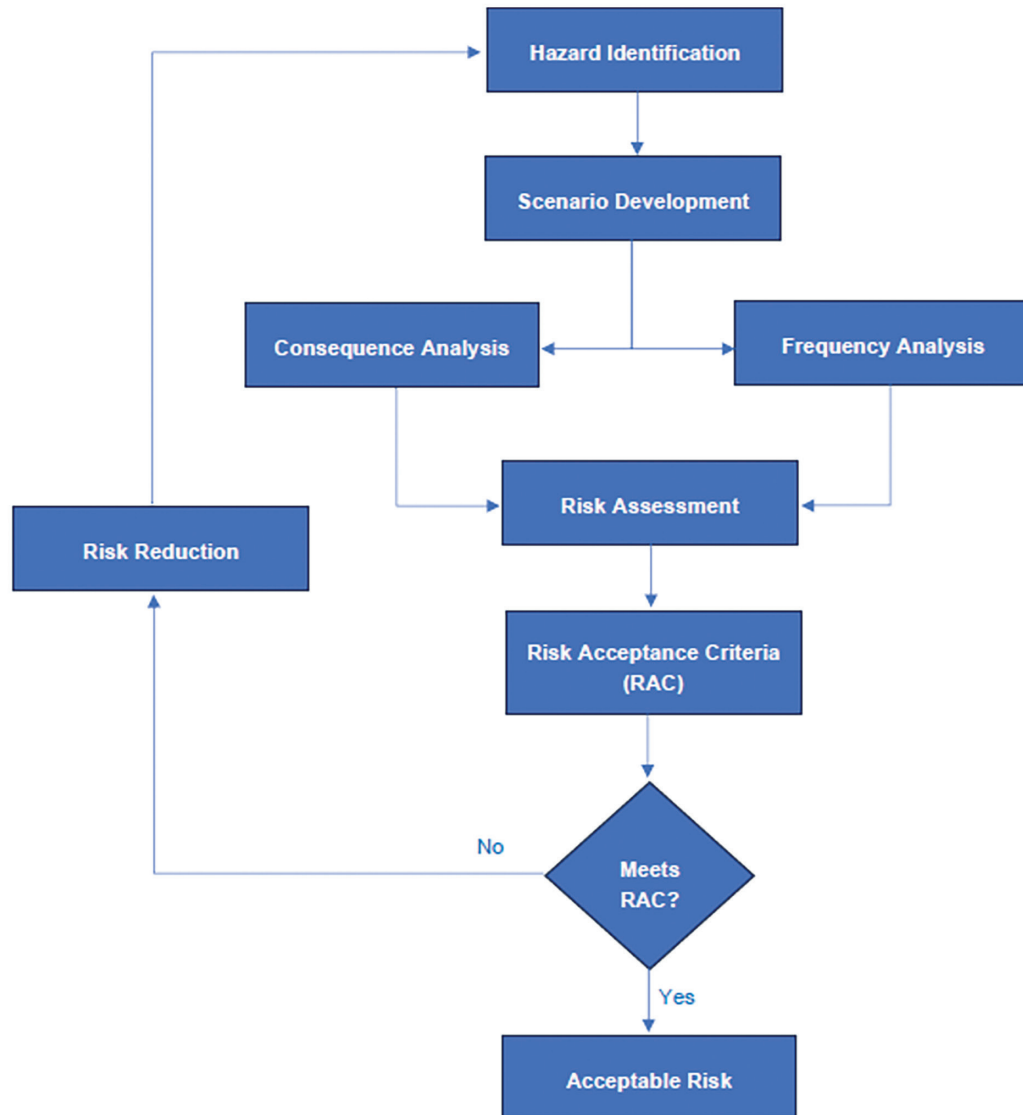 Hazard Identification
Scenario Development
Consequence Analysis
Frequency Analysis
Risk Assessment
Risk Reduction
Risk Acceptance Criteria
(RAC)
No
Meets
RAC?
Yes
Acceptable Risk